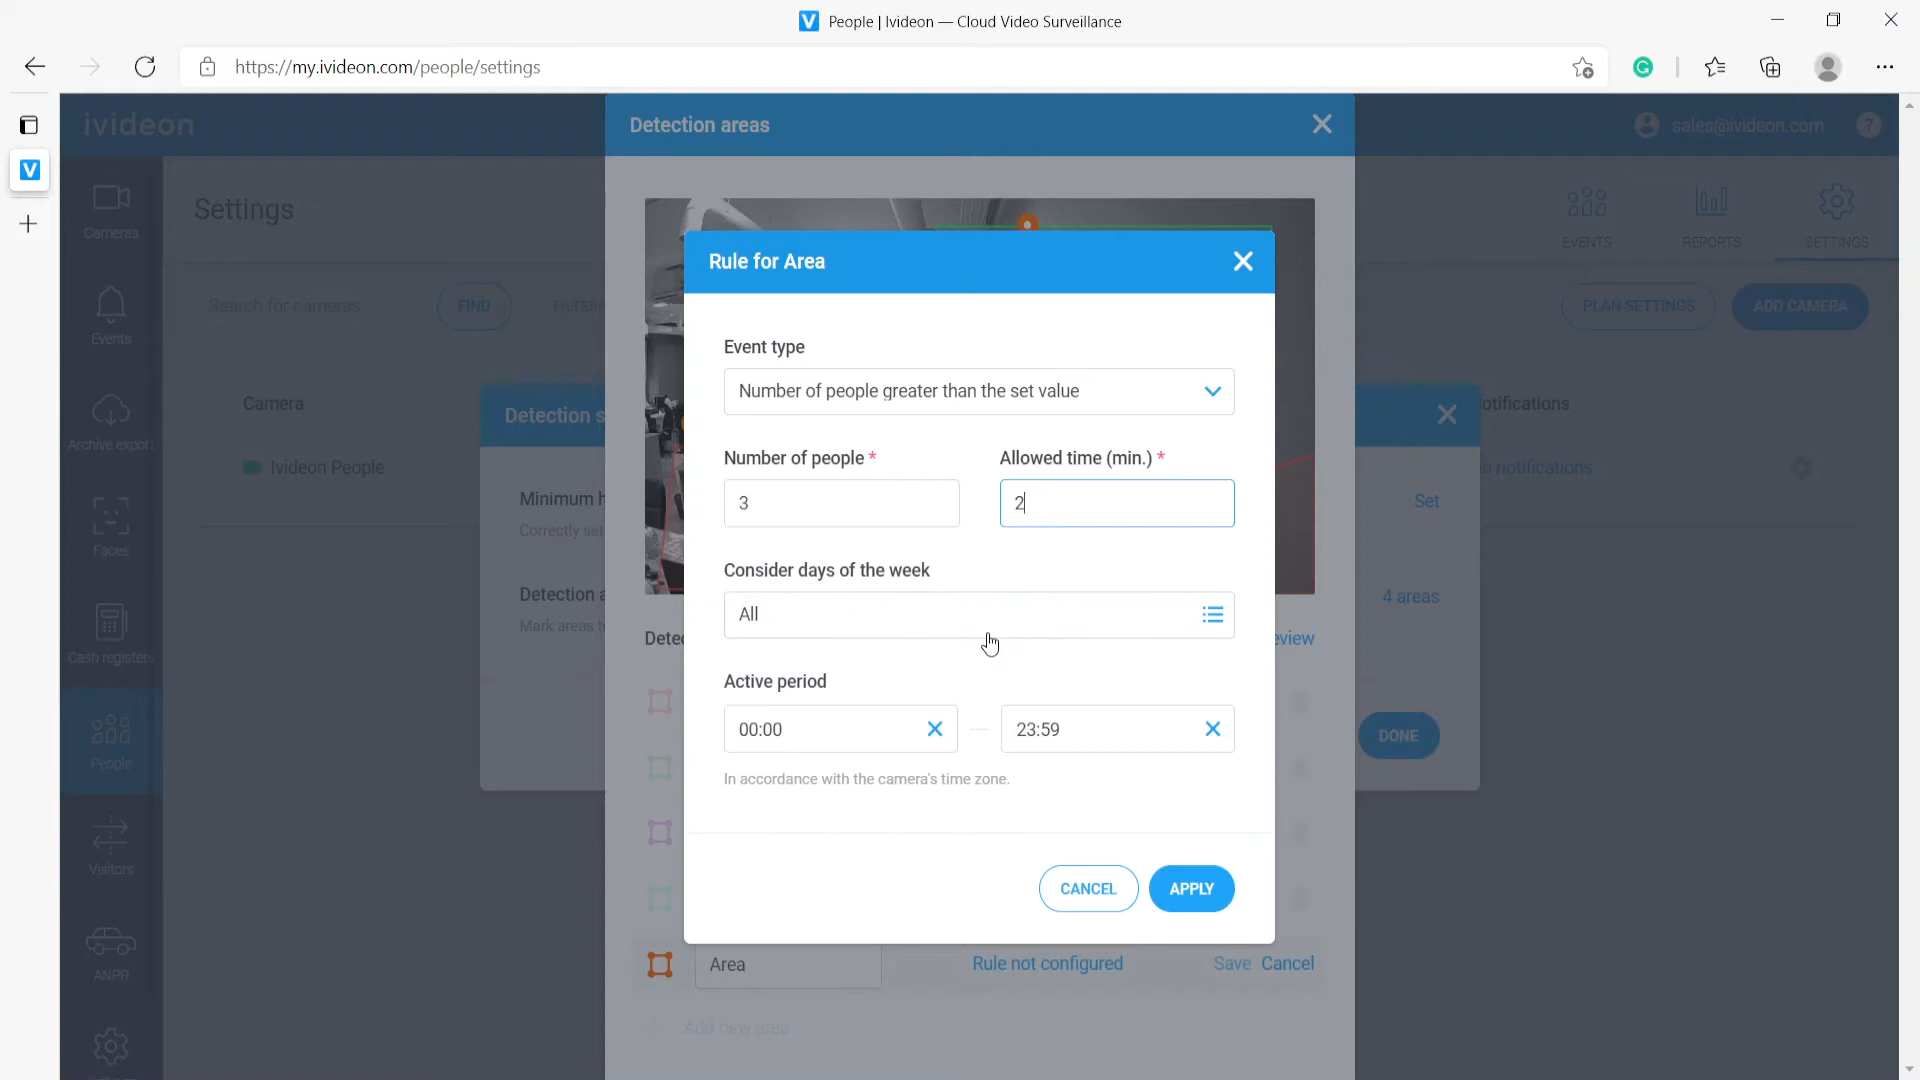 People | Ivideon — Cloud Video Surveillance
https://my.ivideon.com/people/settings
ivideon
Detection areas
sales@ivideon.com
?
Cameras
Settings
EVENTS
REPORTS
SETTINGS
Rule for Area
Events
Search for cameras
FIND
PLAN SETTINGS
ADD CAMERA
Event type
Number of people greater than the set value
Archive export
Camera
Detection s
otifications
Ivideon People
o notifications
Number of people *
Allowed time (min.) *
3
2
Faces
Minimum h
Set
Correctly set
Consider days of the week
All
Detection a
4 areas
Cash register
Mark areas t
Detec
eview
Active period
00:00
—
23:59
In accordance with the camera's time zone.
People
DONE
Visitors
CANCEL
APPLY
ANPR
Area
Rule not configured
Save
Cancel
Add new area